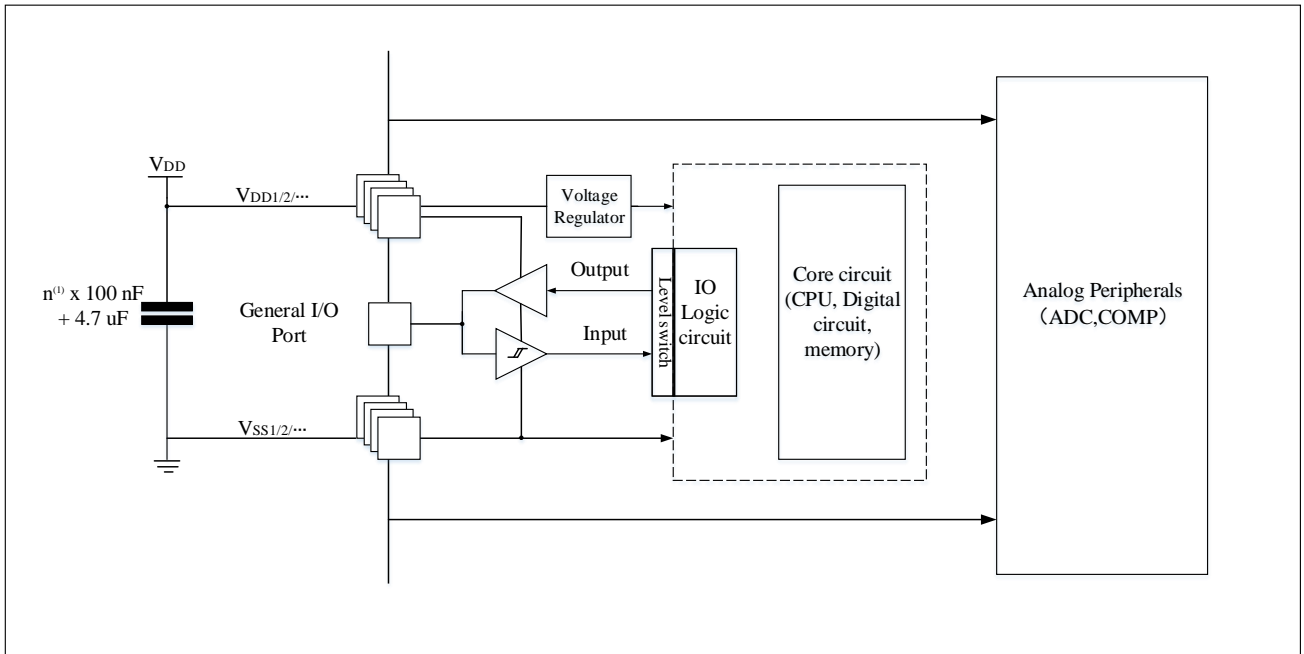 VDD
VDD1/2/···
n(1) x 100 nF
+ 4.7 uF
VSS1/2/···
General I/O
Port
Voltage
Regulator
Output
Input
Level switch
IO
Logic
circuit
Core circuit
(CPU, Digital
circuit,
memory)
Analog Peripherals
（ADC,COMP）